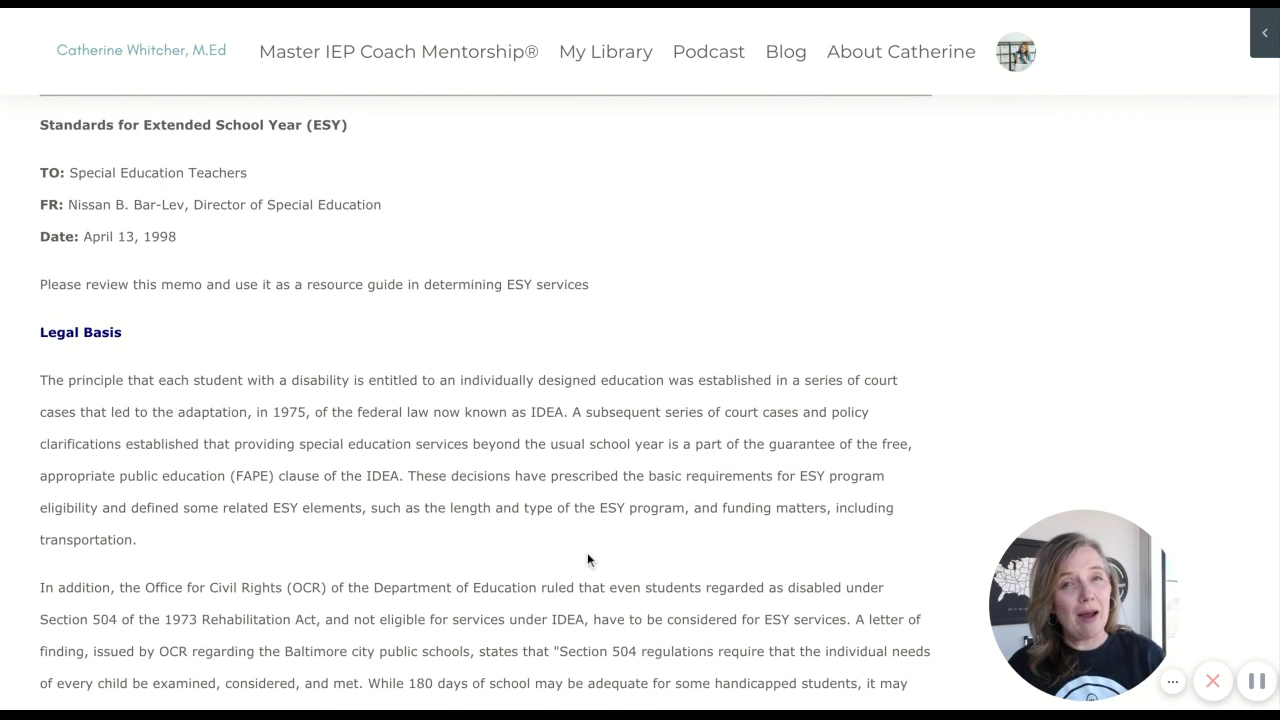 Catherine Whitcher, M.Ed
Master IEP Coach Mentorship® My Library Podcast Blog About Catherine
Standards for Extended School Year (ESY)
TO: Special Education Teachers
FR: Nissan B. Bar-Lev, Director of Special Education
Date: April 13, 1998
Please review this memo and use it as a resource guide in determining ESY services
Legal Basis
The principle that each student with a disability is entitled to an individually designed education was established in a series of court
cases that led to the adaptation, in 1975, of the federal law now known as IDEA. A subsequent series of court cases and policy
clarifications established that providing special education services beyond the usual school year is a part of the guarantee of the free,
appropriate public education (FAPE) clause of the IDEA. These decisions have prescribed the basic requirements for ESY program
eligibility and defined some related ESY elements, such as the length and type of the ESY program, and funding matters, including
transportation.
In addition, the Office for Civil Rights (OCR) of the Department of Education ruled that even students regarded as disabled under
Section 504 of the 1973 Rehabilitation Act, and not eligible for services under IDEA, have to be considered for ESY services. A letter of
finding, issued by OCR regarding the Baltimore city public schools, states that "Section 504 regulations require that the individual needs
of every child be examined, considered, and met. While 180 days of school may be adequate for some handicapped students, it may